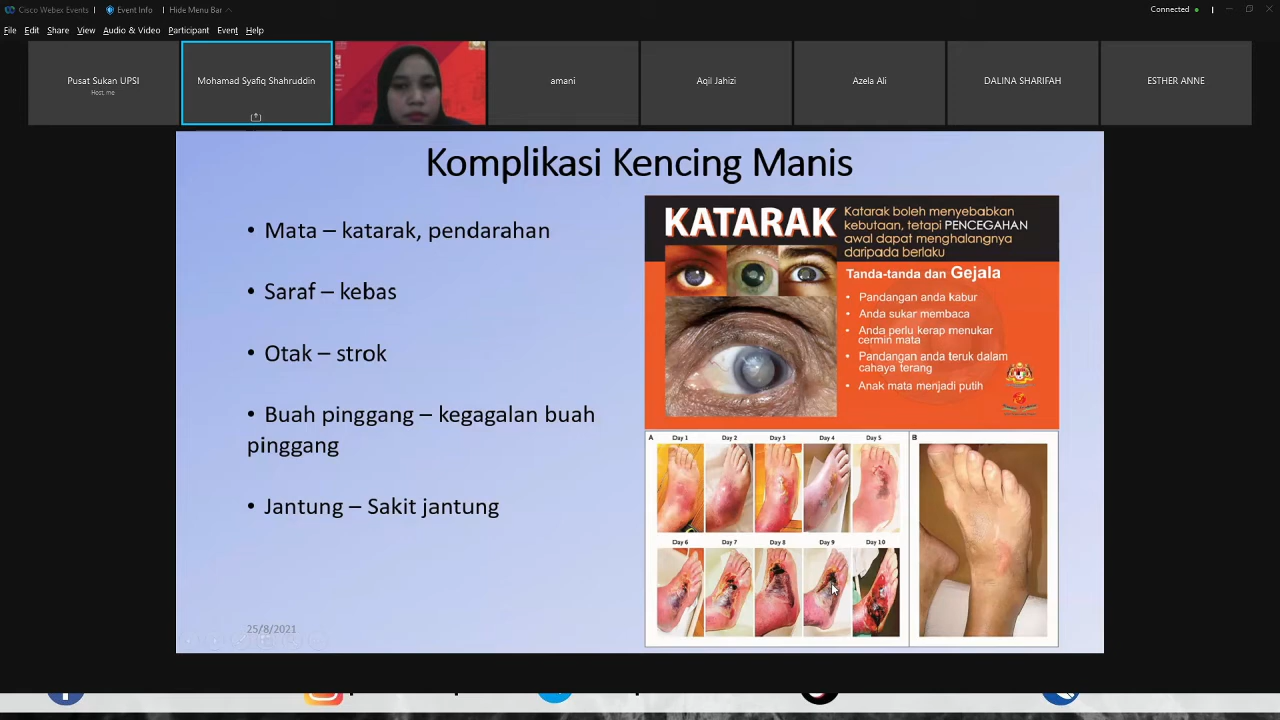 Cisco Webex Events
Event Info
Hide Menu Bar
Connected
File Edit Share View Audio & Video Participant Event Help
Pusat Sukan UPSI
Host, me
Mohamad Syafiq Shahruddin
amani
Aqil Jahizi
Azela Ali
DALINA SHARIFAH
ESTHER ANNE
Komplikasi Kencing Manis
• Mata – katarak, pendarahan
• Saraf – kebas
• Otak – strok
• Buah pinggang – kegagalan buah
pinggang
• Jantung – Sakit jantung
25/8/2021
KATARAK
Katarak boleh menyebabkan
kebutaan, tetapi PENCEGAHAN
awal dapat menghalangnya
daripada berlaku
Tanda-tanda dan Gejala
• Pandangan anda kabur
• Anda sukar membaca
• Anda perlu kerap menukar
cermin mata
• Pandangan anda teruk dalam
cahaya terang
• Anak mata menjadi putih
A Day 1 Day 2 Day 3 Day 4 Day 5 B
Day 6 Day 7 Day 8 Day 9 Day 10